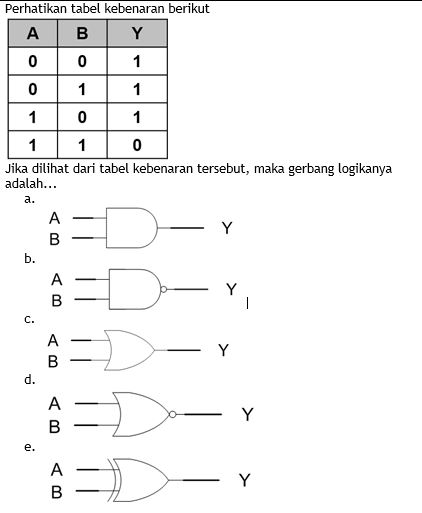 Perhatikan tabel kebenaran berikut
A B Y
0 0 1
0 1 1
1 0 1
1 1 0
Jika dilihat dari tabel kebenaran tersebut, maka gerbang logikanya
adalah...
a.
A
Y
B
b.
A
Y
B
c.
A
Y
B
d.
A
Y
B
e.
A
Y
B